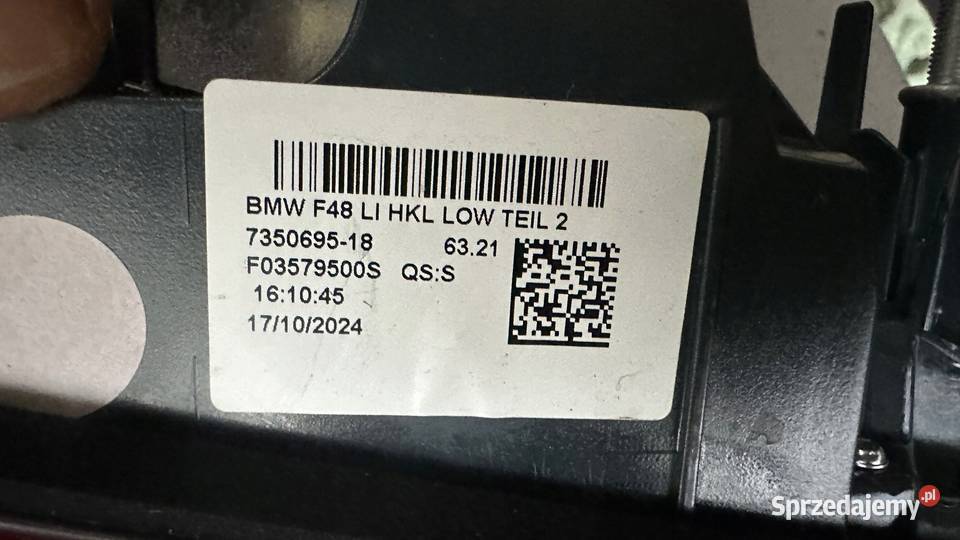 BMW F48 LI HKL LOW TEIL 2
7350695-18 63.21
F03579500S QS:S
16:10:45
17/10/2024
Sprzedajemy.pl